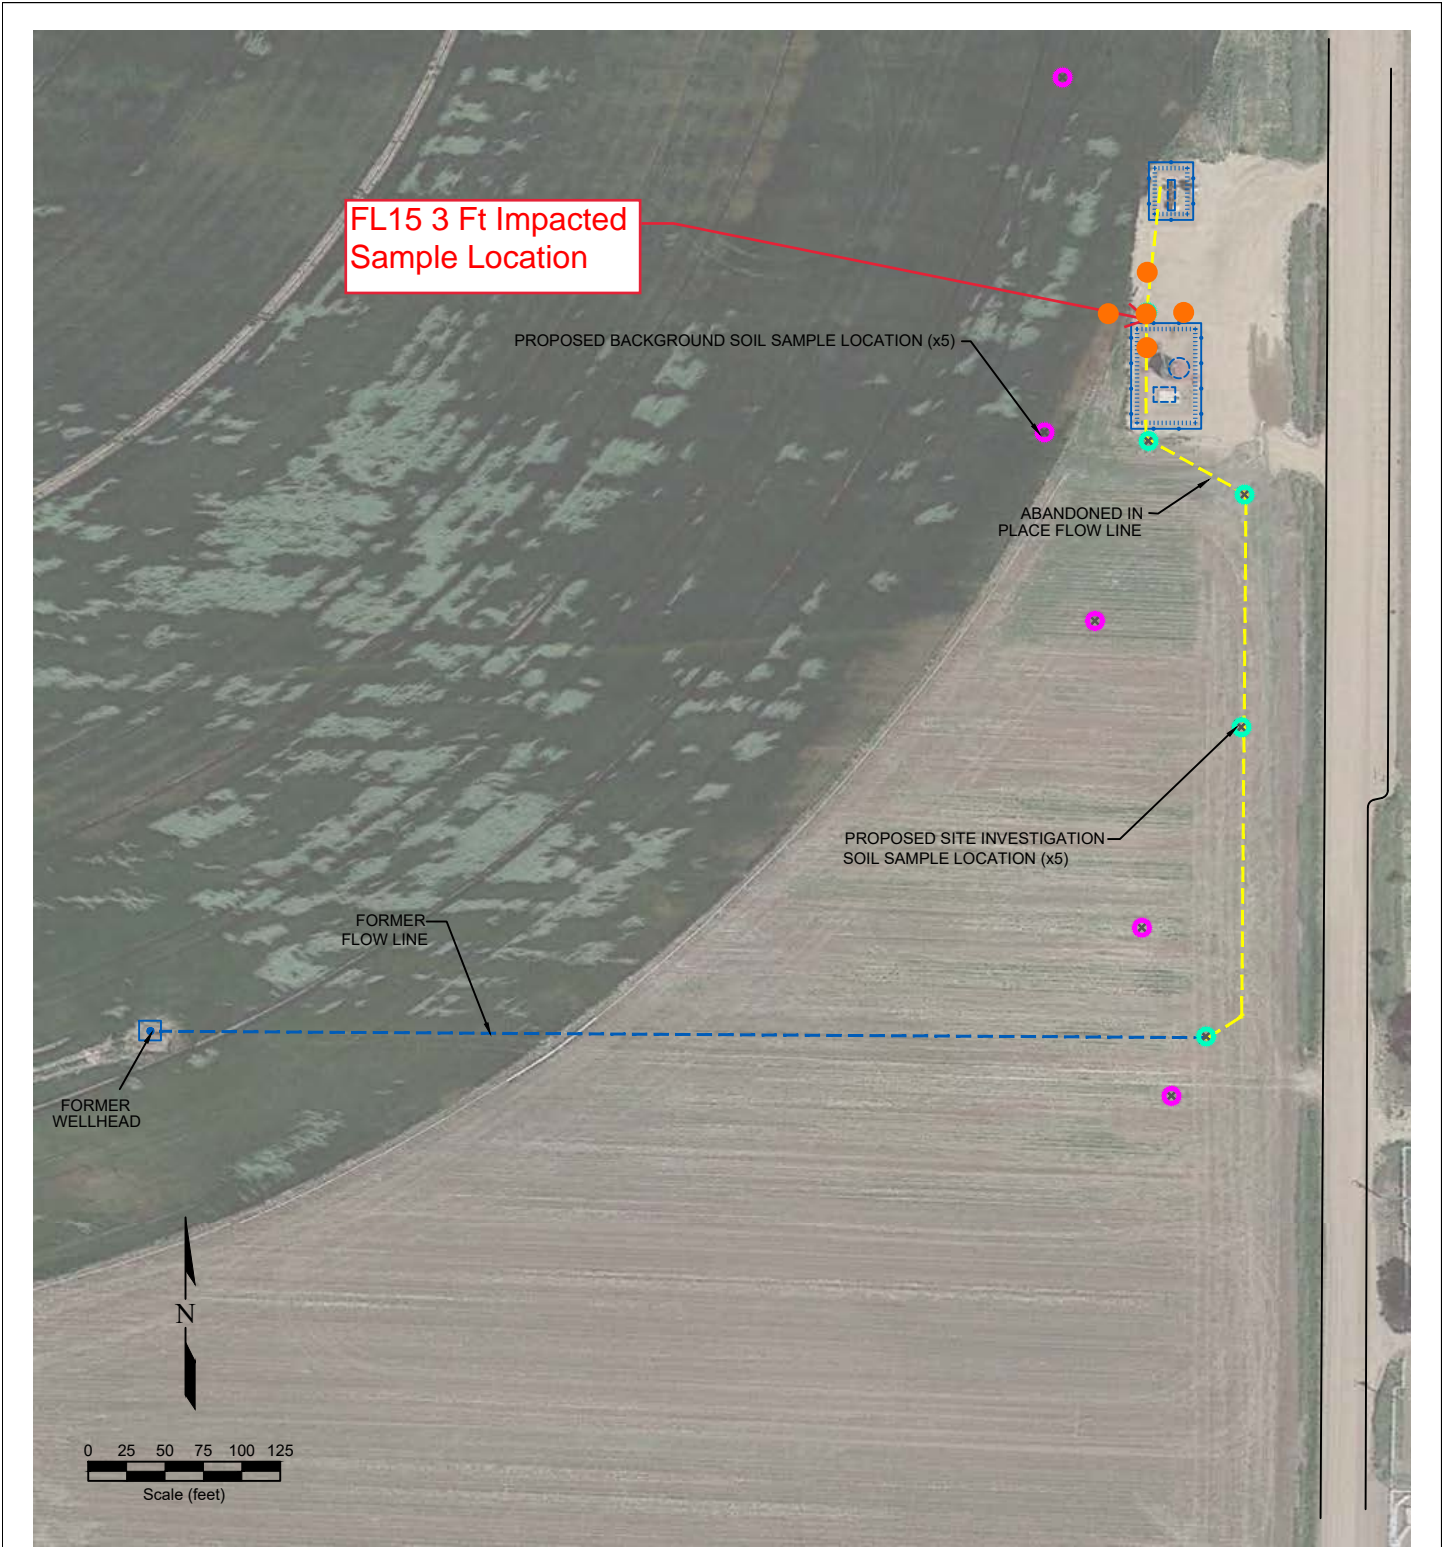 FL15 3 Ft Impacted
Sample Location
PROPOSED BACKGROUND SOIL SAMPLE LOCATION (x5)
ABANDONED IN
PLACE FLOW LINE
PROPOSED SITE INVESTIGATION
SOIL SAMPLE LOCATION (x5)
FORMER
FLOW LINE
FORMER
WELLHEAD
N
0 25 50 75 100 125
Scale (feet)